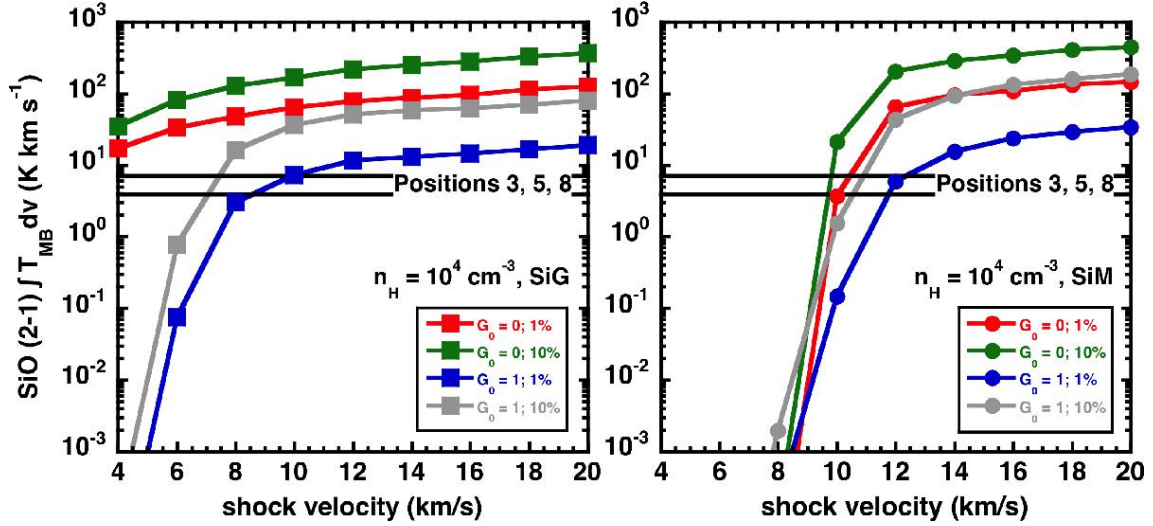 SiO (2-1) ∫ T_MB dv (K km s⁻¹)
10³
10²
10¹
10⁰
10⁻¹
10⁻²
10⁻³
Positions 3, 5, 8
n_H = 10⁴ cm⁻³, SiG
G₀ = 0; 1%
G₀ = 0; 10%
G₀ = 1; 1%
G₀ = 1; 10%
4 6 8 10 12 14 16 18 20
shock velocity (km/s)
10³
10²
10¹
10⁰
10⁻¹
10⁻²
10⁻³
Positions 3, 5, 8
n_H = 10⁴ cm⁻³, SiM
G₀ = 0; 1%
G₀ = 0; 10%
G₀ = 1; 1%
G₀ = 1; 10%
4 6 8 10 12 14 16 18 20
shock velocity (km/s)